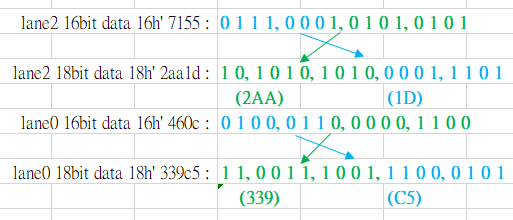 lane2 16bit data 16h' 7155 : 0 1 1 1, 0 0 0 1, 0 1 0 1, 0 1 0 1
lane2 18bit data 18h' 2aa1d : 1 0, 1 0 1 0, 1 0 1 0, 0 0 0 1, 1 1 0 1
(2AA) (1D)
lane0 16bit data 16h' 460c : 0 1 0 0, 0 1 1 0, 0 0 0 0, 1 1 0 0
lane0 18bit data 18h' 339c5 : 1 1, 0 0 1 1, 1 0 0 1, 1 1 0 0, 0 1 0 1
(339) (C5)